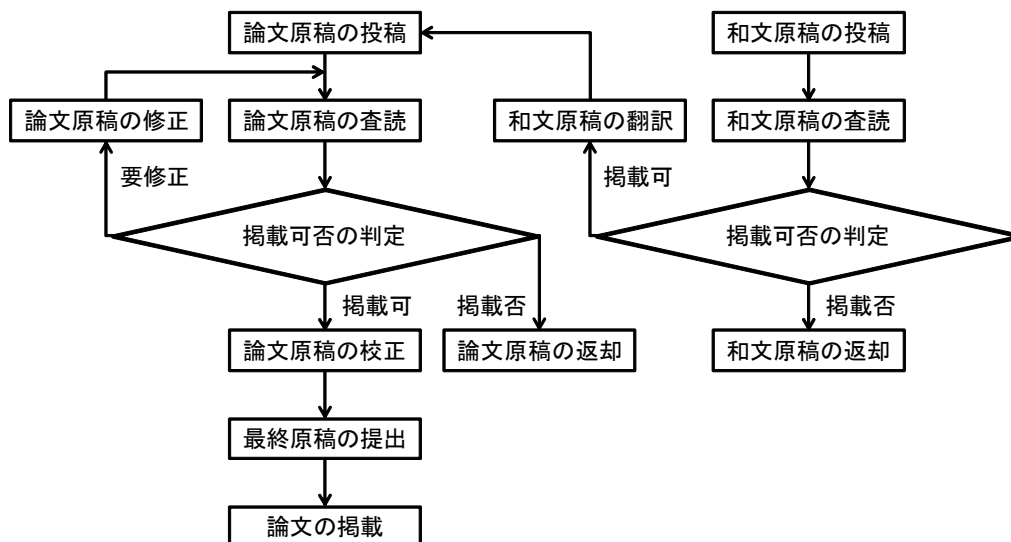 論文原稿の投稿
和文原稿の投稿
論文原稿の修正
論文原稿の査読
和文原稿の翻訳
和文原稿の査読
要修正
掲載可
掲載可否の判定
掲載可否の判定
掲載可
掲載否
掲載否
論文原稿の校正
論文原稿の返却
和文原稿の返却
最終原稿の提出
論文の掲載